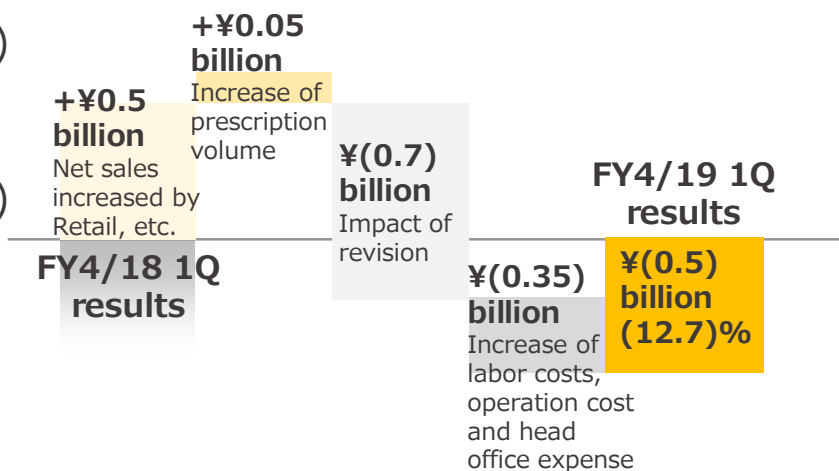 )
+¥0.05
billion
Increase of
prescription
volume
+¥0.5
billion
Net sales
increased by
Retail, etc.
¥(0.7)
billion
Impact of
revision
)
FY4/19 1Q
results
FY4/18 1Q
results
¥(0.35)
billion
Increase of
labor costs,
operation cost
and head
office expense
¥(0.5)
billion
(12.7)%